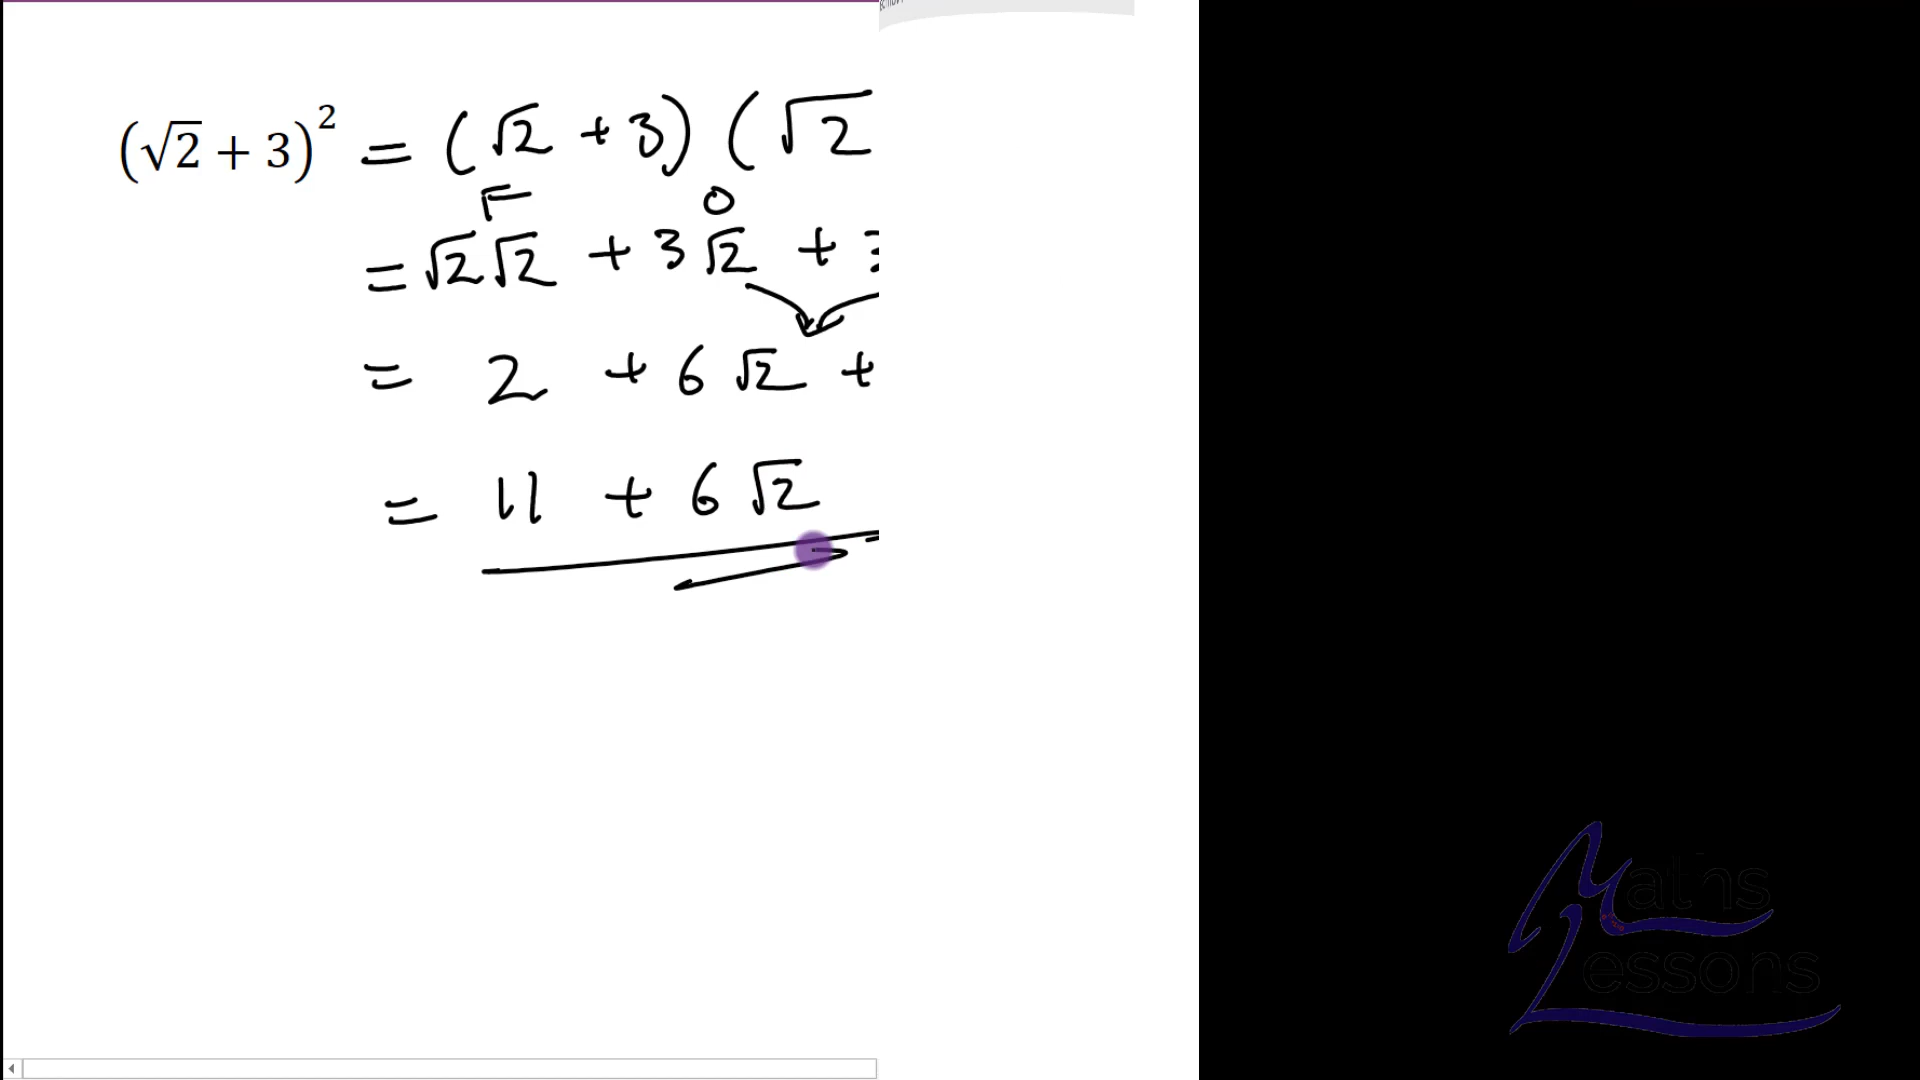 (√2 + 3)² = (√2 + 3) (√2
F O
= √2 √2 + 3 √2 +
= 2 + 6 √2 +
= 11 + 6 √2
Maths
Lessons